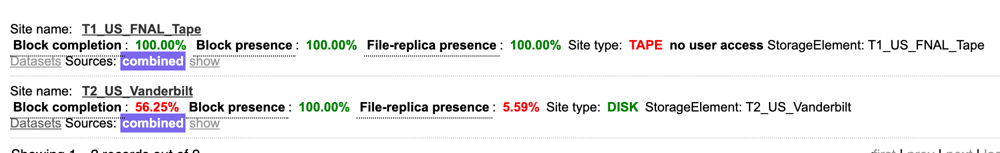 Site name: T1_US_FNAL_Tape
Block completion: 100.00% Block presence: 100.00% File-replica presence: 100.00% Site type: TAPE no user access StorageElement: T1_US_FNAL_Tape
Datasets Sources: combined show
Site name: T2_US_Vanderbilt
Block completion: 56.25% Block presence: 100.00% File-replica presence: 5.59% Site type: DISK StorageElement: T2_US_Vanderbilt
Datasets Sources: combined show
Showing 1 – 2 records out of 2 first | prev | next |